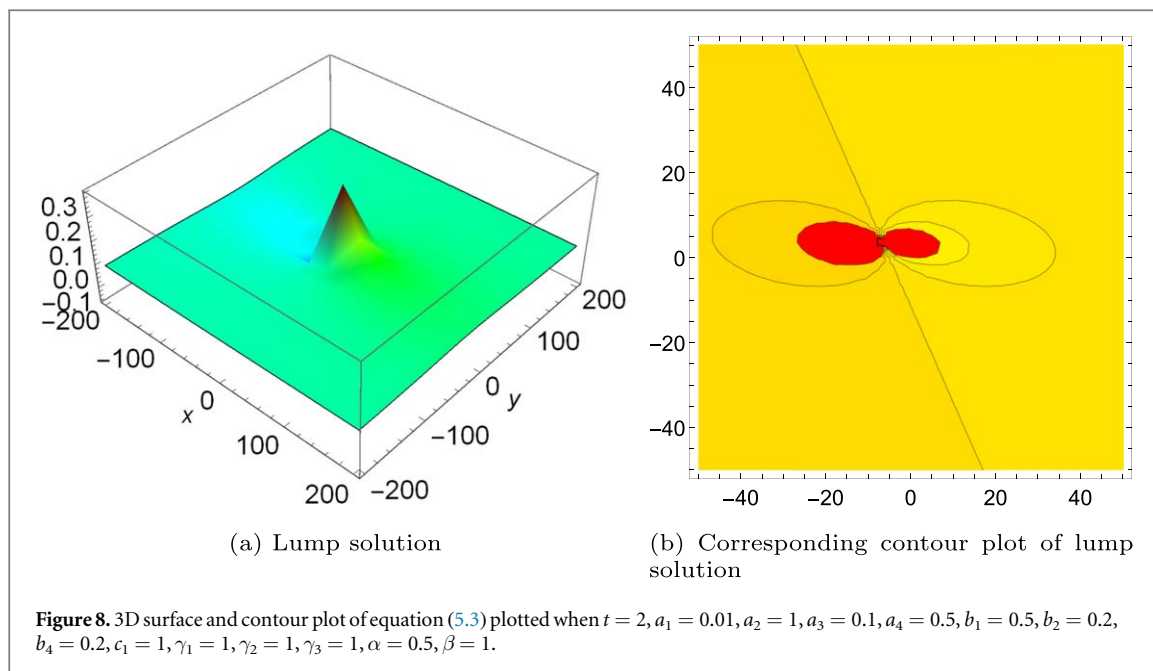 0.3
0.2
0.1
0.0
−0.1
−200
−100
x 0
100
200
−200
−100
0 y
100
200
40
20
0
−20
−40
−40 −20 0 20 40
(a) Lump solution
(b) Corresponding contour plot of lump
solution
Figure 8. 3D surface and contour plot of equation (5.3) plotted when t = 2, a₁ = 0.01, a₂ = 1, a₃ = 0.1, a₄ = 0.5, b₁ = 0.5, b₂ = 0.2,
b₄ = 0.2, c₁ = 1, γ₁ = 1, γ₂ = 1, γ₃ = 1, α = 0.5, β = 1.